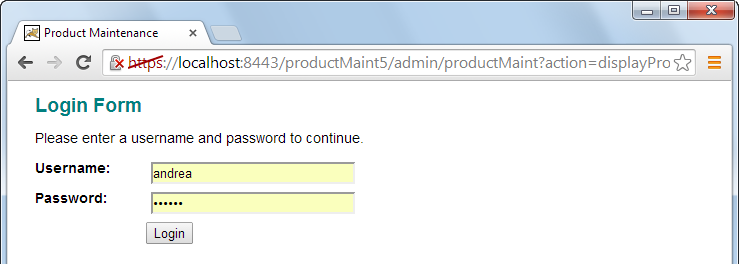 Product Maintenance
https://localhost:8443/productMaint5/admin/productMaint?action=displayPro
Login Form
Please enter a username and password to continue.
Username: andrea
Password: ••••••
Login